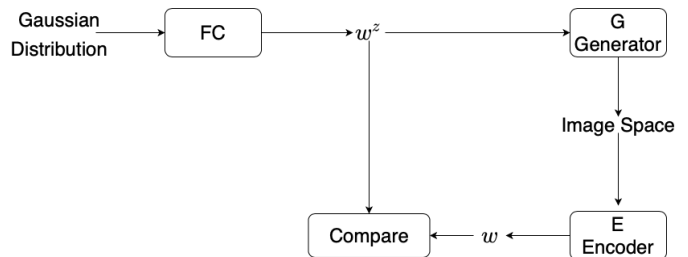 Gaussian
Distribution
FC
w^z
G
Generator
Image Space
Compare
w
E
Encoder